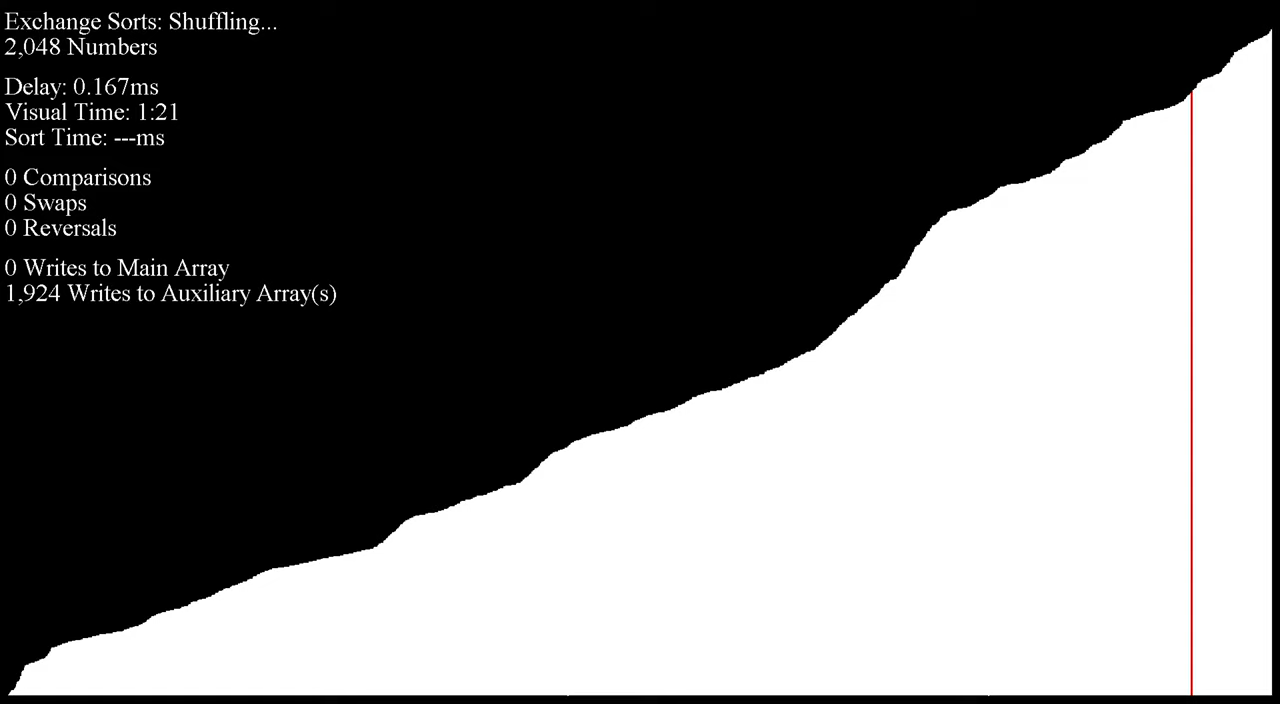 Exchange Sorts: Shuffling...
2,048 Numbers
Delay: 0.167ms
Visual Time: 1:21
Sort Time: ---ms
0 Comparisons
0 Swaps
0 Reversals
0 Writes to Main Array
1,924 Writes to Auxiliary Array(s)